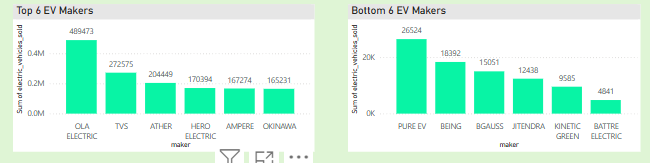 Top 6 EV Makers
Sum of electric_vehicles_sold
0.4M
0.2M
0.0M
489473
272575
204449
170394
167274
165231
OLA ELECTRIC
TVS
ATHER
HERO ELECTRIC
AMPERE
OKINAWA
maker
Bottom 6 EV Makers
Sum of electric_vehicles_sold
20K
0K
26524
18392
15051
12438
9585
4841
PURE EV
BEING
BGAUSS
JITENDRA
KINETIC GREEN
BATTRE ELECTRIC
maker